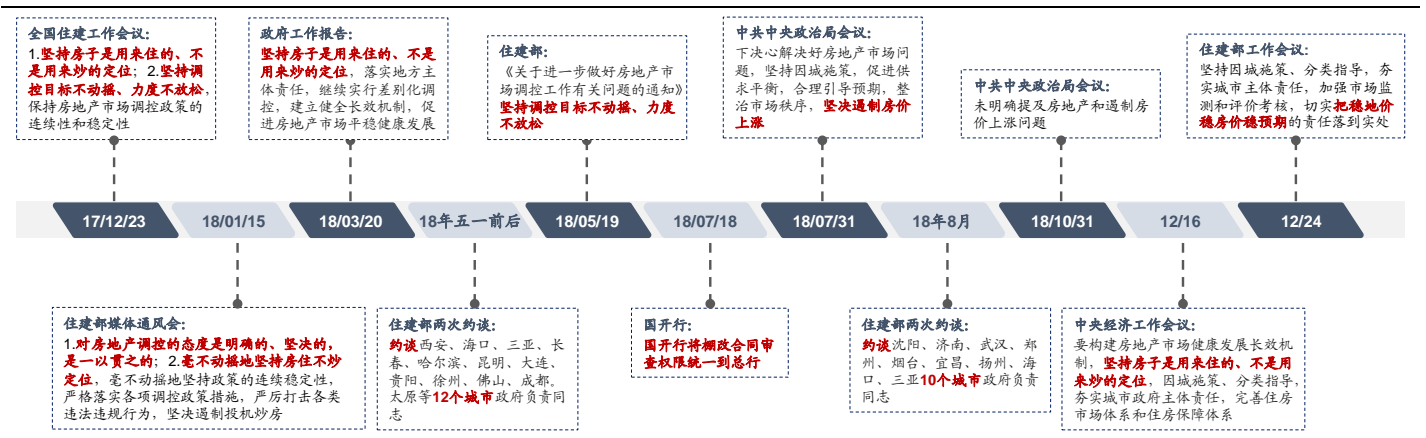 全国住建工作会议:
1.坚持房子是用来住的、不
是用来炒的定位；2.坚持调
控目标不动摇、力度不放松，
保持房地产市场调控政策的
连续性和稳定性
政府工作报告:
坚持房子是用来住的、不是
用来炒的定位，落实地方主
体责任，继续实行差别化调
控，建立健全长效机制，促
进房地产市场平稳健康发展
住建部:
《关于进一步做好房地产市
场调控工作有关问题的通知》
坚持调控目标不动摇、力度
不放松
中共中央政治局会议:
下决心解决好房地产市场问
题，坚持因城施策，促进供
求平衡，合理引导预期，整
治市场秩序，坚决遏制房价
上涨
中共中央政治局会议:
未明确提及房地产和遏制房
价上涨问题
住建部工作会议:
坚持因城施策、分类指导，夯
实城市主体责任，加强市场监
测和评价考核，切实把稳地价
稳房价稳预期的责任落到实处
17/12/23
18/01/15
18/03/20
18年五一前后
18/05/19
18/07/18
18/07/31
18年8月
18/10/31
12/16
12/24
住建部媒体通风会:
1.对房地产调控的态度是明确的、坚决的，
是一以贯之的；2.毫不动摇地坚持房住不炒
定位，毫不动摇地坚持政策的连续稳定性，
严格落实各项调控政策措施，严厉打击各类
违法违规行为，坚决遏制投机炒房
住建部两次约谈:
约谈西安、海口、三亚、长
春、哈尔滨、昆明、大连、
贵阳、徐州、佛山、成都。
太原等12个城市政府负责同
志
国开行:
国开行将棚改合同审
查权限统一到总行
住建部两次约谈:
约谈沈阳、济南、武汉、郑
州、烟台、宜昌、扬州、海
口、三亚10个城市政府负责
同志
中央经济工作会议:
要构建房地产市场健康发展长效机
制，坚持房子是用来住的、不是用
来炒的定位，因城施策、分类指导，
夯实城市政府主体责任，完善住房
市场体系和住房保障体系